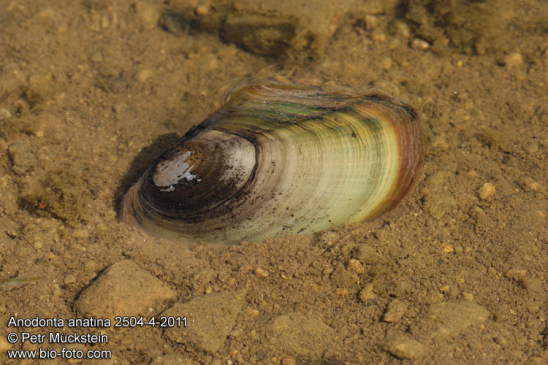 Anodonta anatina 2504-4-2011
© Petr Muckstein
www.bio-foto.com